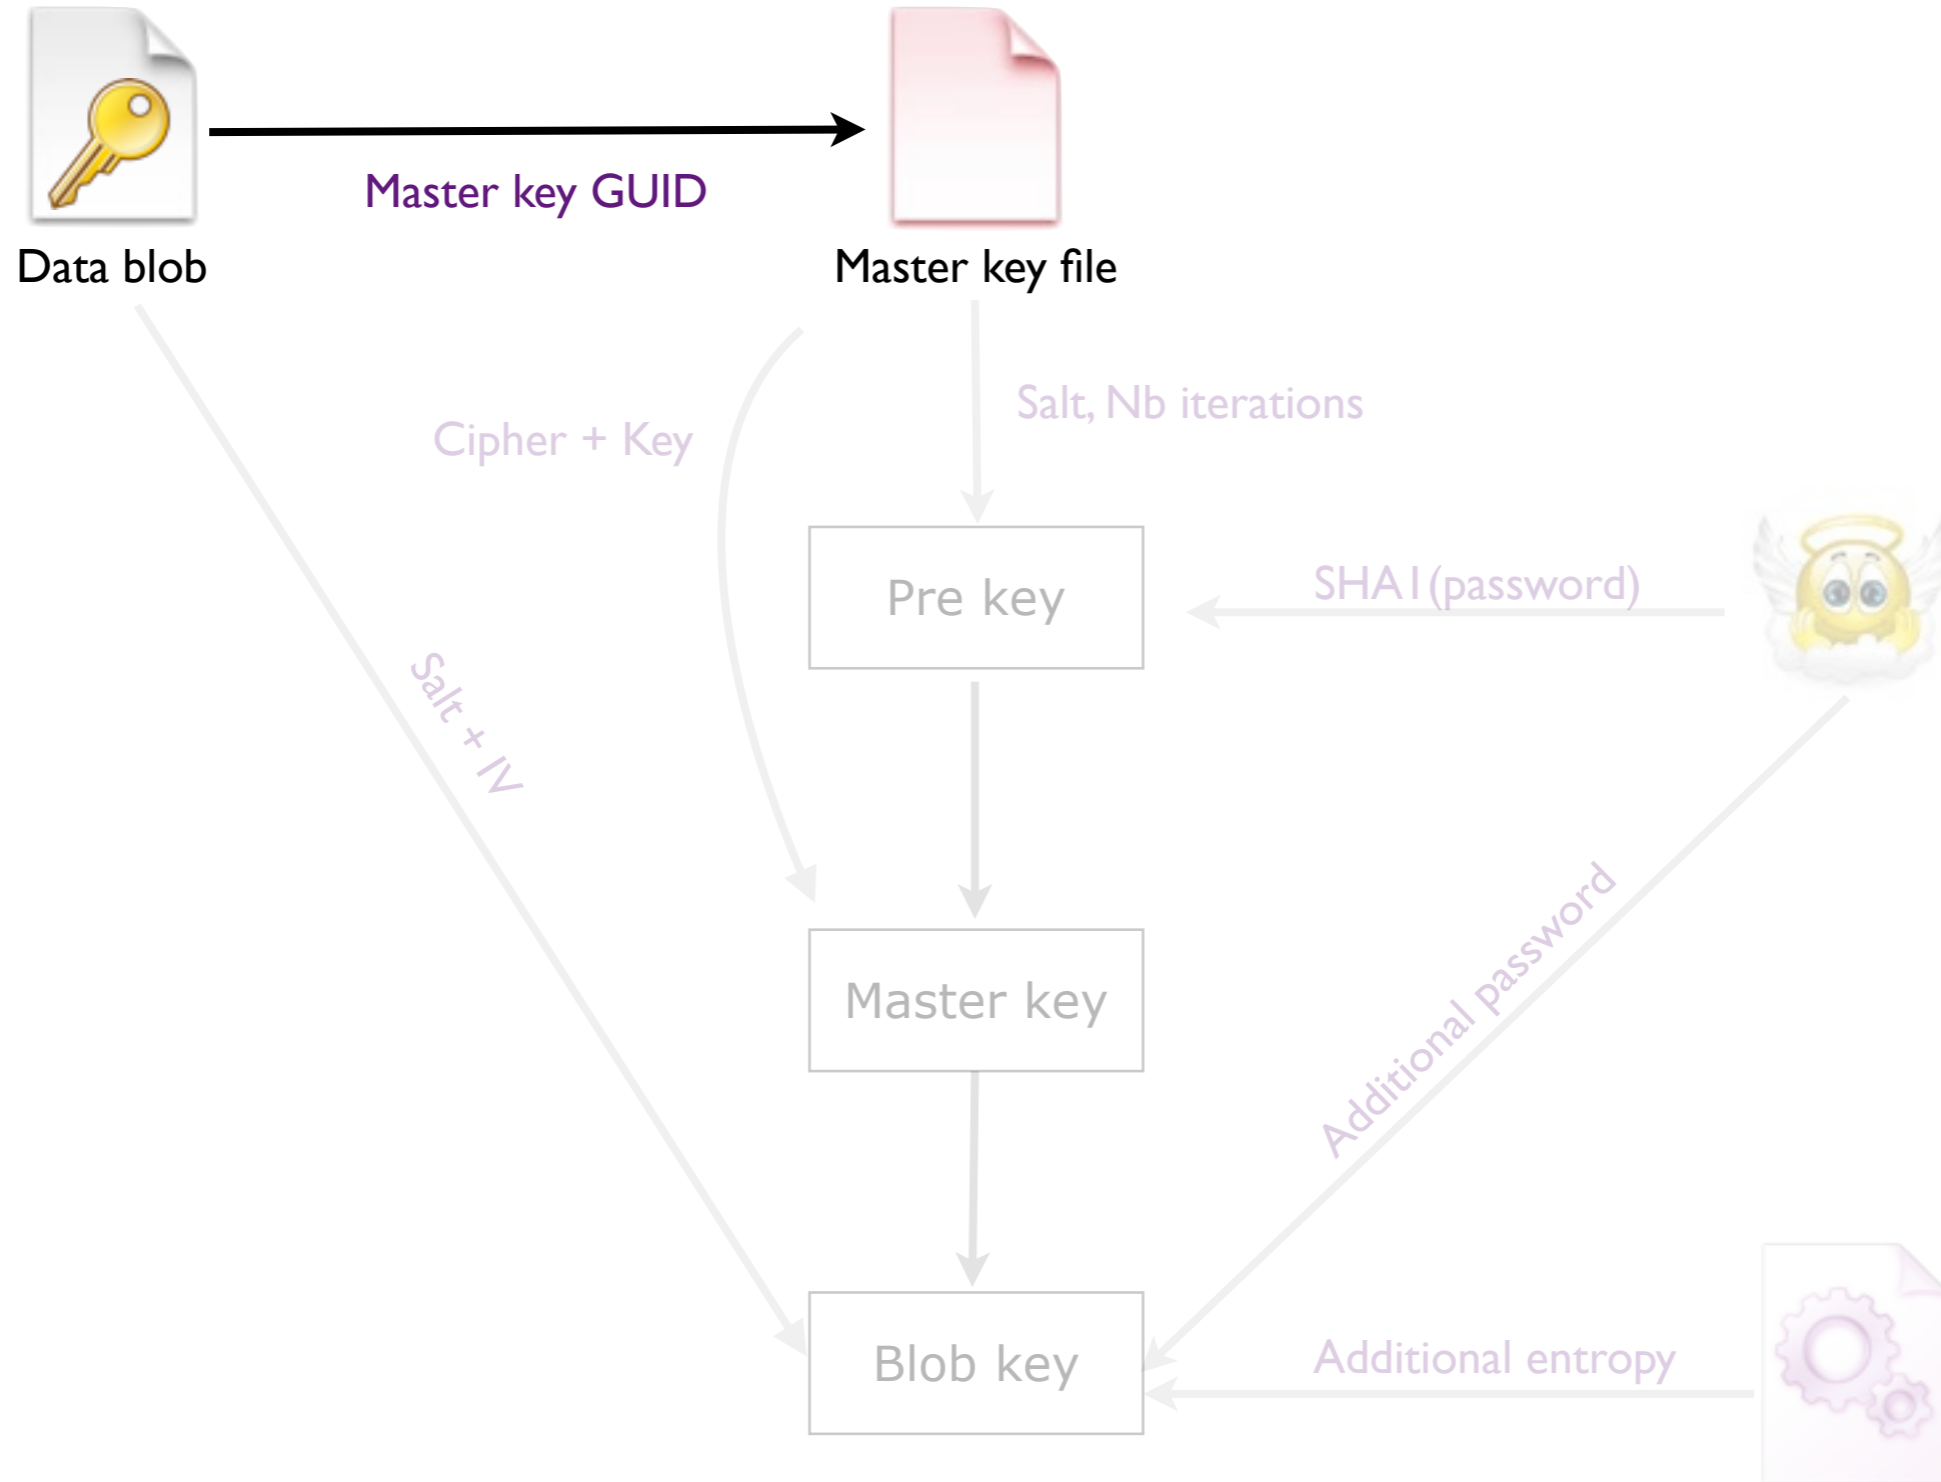 Master key GUID
Data blob
Master key file
Salt, Nb iterations
Cipher + Key
SHA1(password)
Pre key
Salt + IV
Additional password
Master key
Additional entropy
Blob key